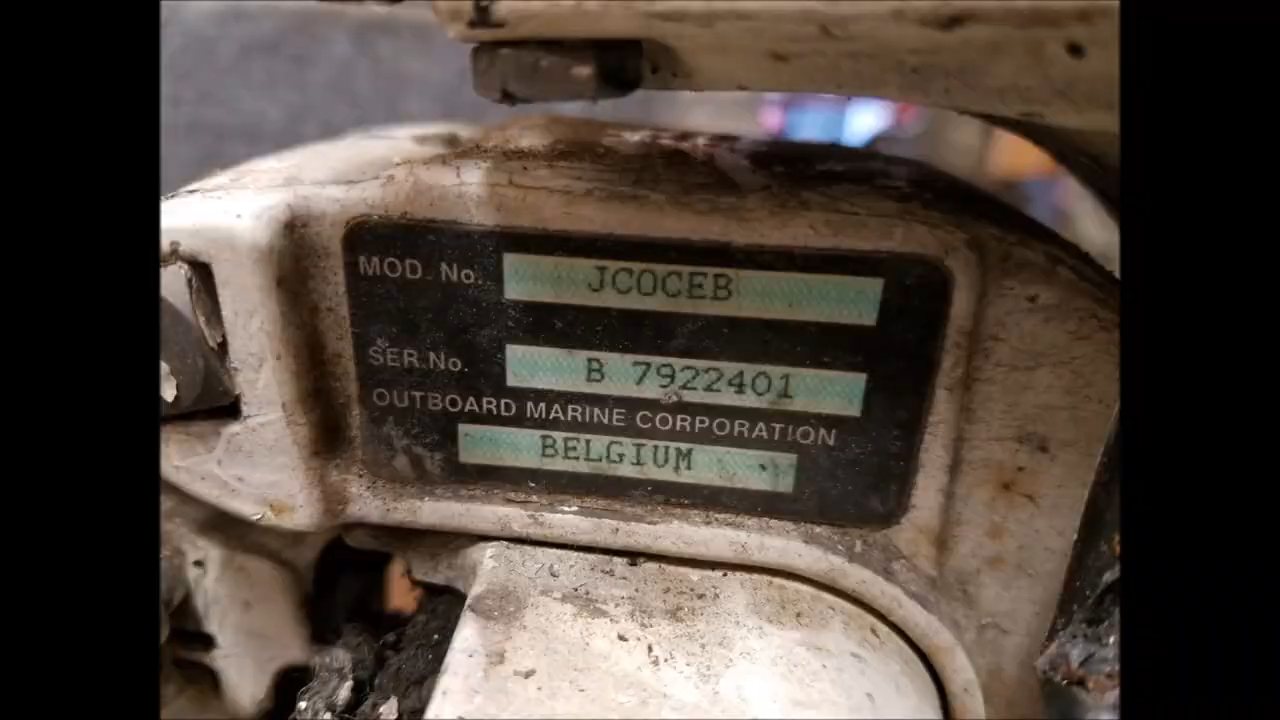 MOD. No. JCOCEB
SER. No. B 7922401
OUTBOARD MARINE CORPORATION
BELGIUM